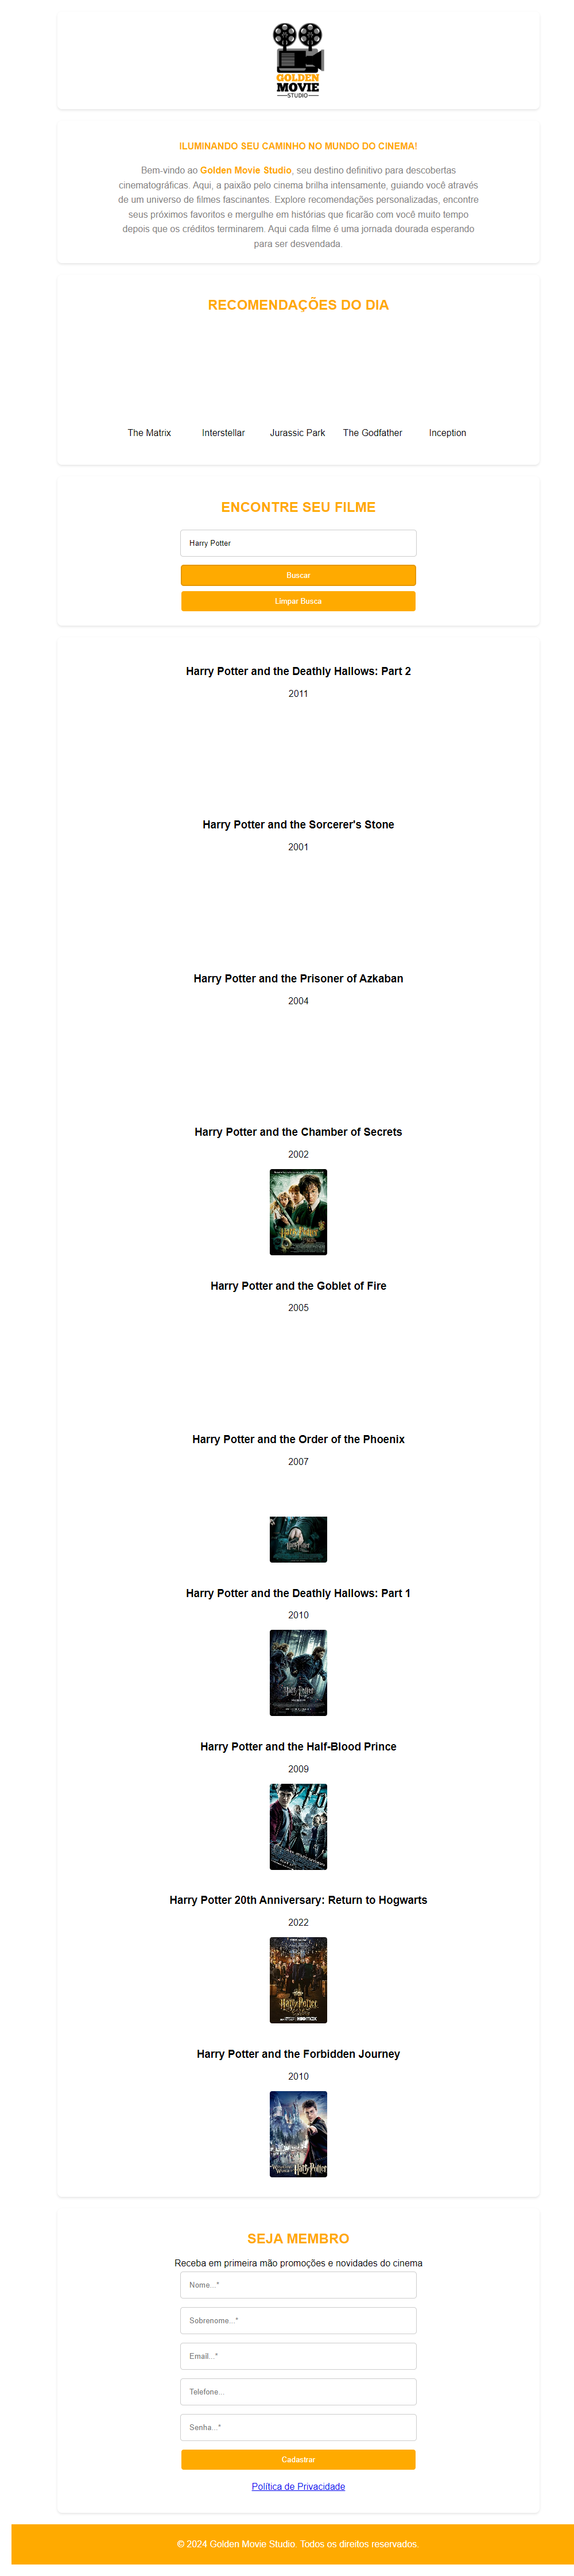 GOLDEN
MOVIE
STUDIO
ILUMINANDO SEU CAMINHO NO MUNDO DO CINEMA!
Bem-vindo ao Golden Movie Studio, seu destino definitivo para descobertas
cinematográficas. Aqui, a paixão pelo cinema brilha intensamente, guiando você através
de um universo de filmes fascinantes. Explore recomendações personalizadas, encontre
seus próximos favoritos e mergulhe em histórias que ficarão com você muito tempo
depois que os créditos terminarem. Aqui cada filme é uma jornada dourada esperando
para ser desvendada.
RECOMENDAÇÕES DO DIA
The Matrix Interstellar Jurassic Park The Godfather Inception
ENCONTRE SEU FILME
Harry Potter
Buscar
Limpar Busca
Harry Potter and the Deathly Hallows: Part 2
2011
Harry Potter and the Sorcerer's Stone
2001
Harry Potter and the Prisoner of Azkaban
2004
Harry Potter and the Chamber of Secrets
2002
Harry Potter and the Goblet of Fire
2005
Harry Potter and the Order of the Phoenix
2007
Harry Potter and the Deathly Hallows: Part 1
2010
Harry Potter and the Half-Blood Prince
2009
Harry Potter 20th Anniversary: Return to Hogwarts
2022
Harry Potter and the Forbidden Journey
2010
Harry Potter
SEJA MEMBRO
Receba em primeira mão promoções e novidades do cinema
Nome...*
Sobrenome...*
Email...*
Telefone...
Senha...*
Cadastrar
Política de Privacidade
© 2024 Golden Movie Studio. Todos os direitos reservados.